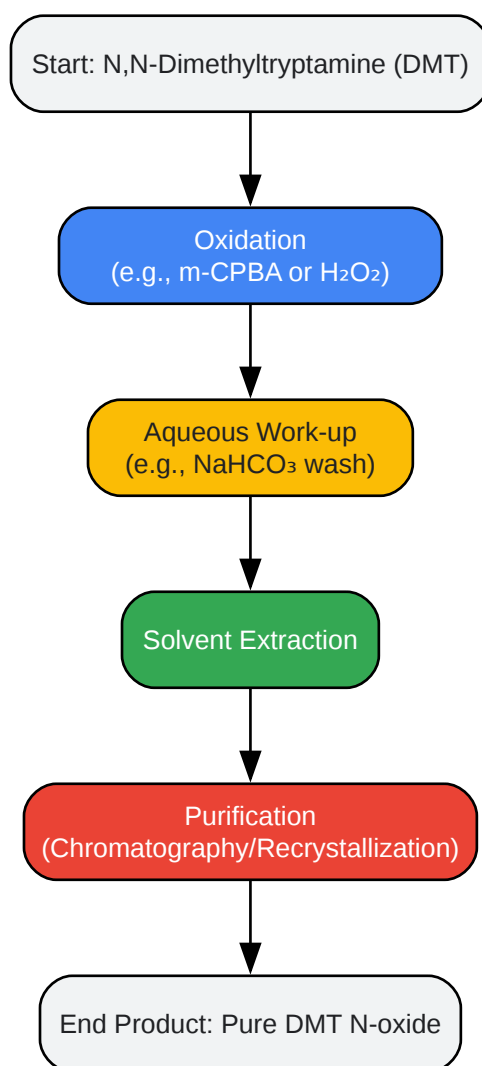 Start: N,N-Dimethyltryptamine (DMT)
Oxidation
(e.g., m-CPBA or H₂O₂)
Aqueous Work-up
(e.g., NaHCO₃ wash)
Solvent Extraction
Purification
(Chromatography/Recrystallization)
End Product: Pure DMT N-oxide